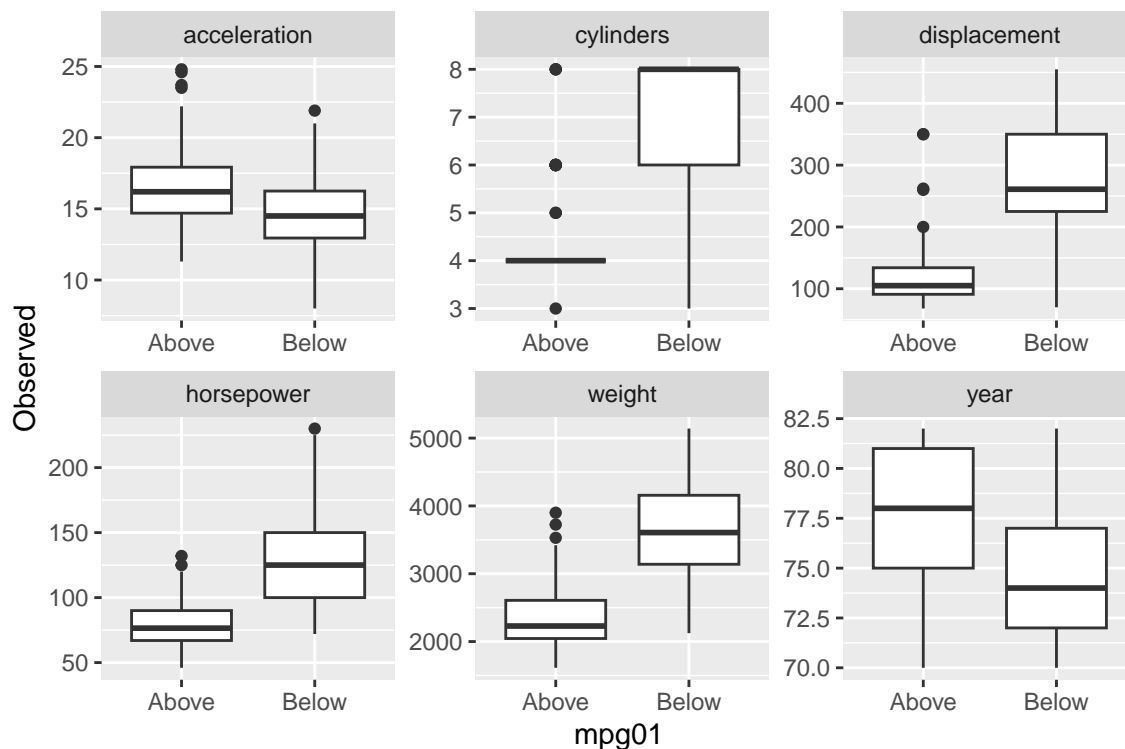 acceleration
cylinders
displacement
25
20
15
10
8
7
6
5
4
3
400
300
200
100
Above Below
Above Below
Above Below
Observed
horsepower
weight
year
200
150
100
50
5000
4000
3000
2000
82.5
80.0
77.5
75.0
72.5
70.0
Above Below
Above Below
Above Below
mpg01